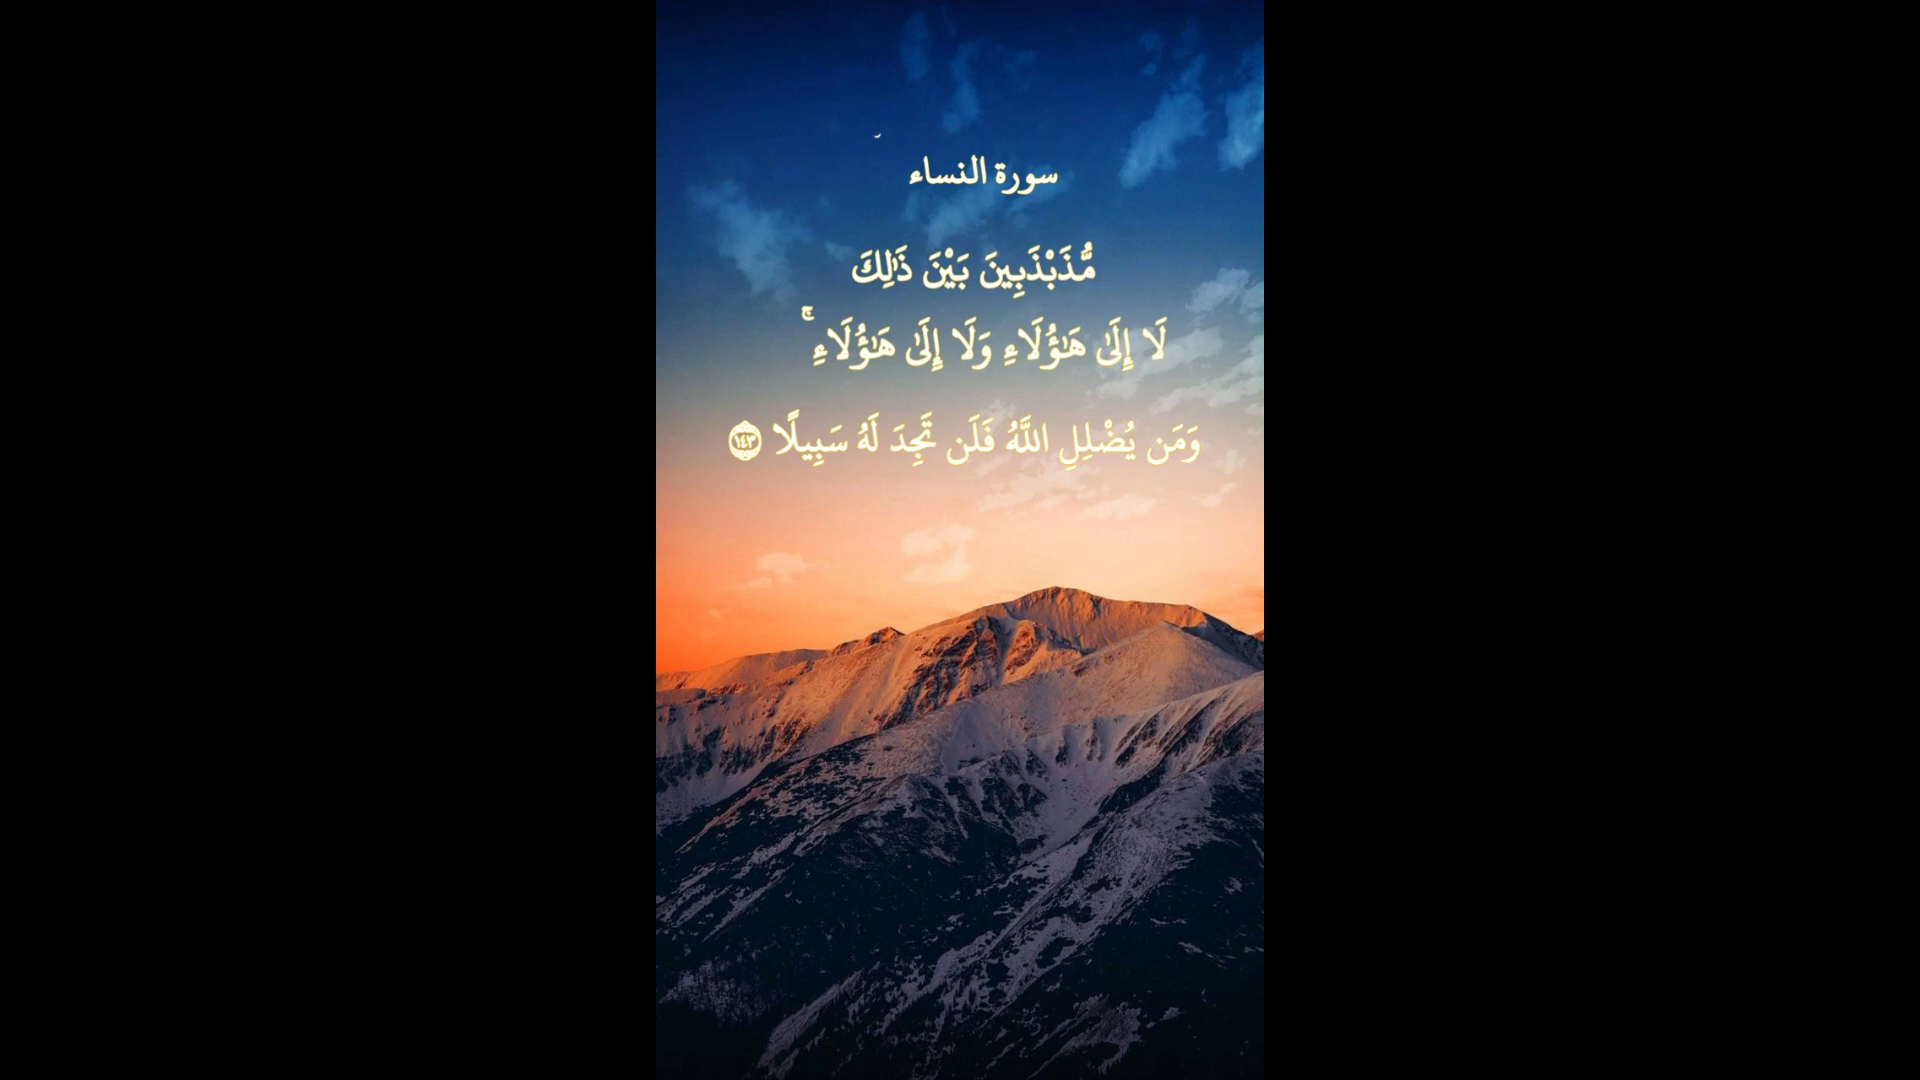 سورة النساء
مُّذَبْذَبِينَ بَيْنَ ذَٰلِكَ
لَا إِلَىٰ هَٰؤُلَاءِ وَلَا إِلَىٰ هَٰؤُلَاءِ ۚ
وَمَن يُضْلِلِ اللَّهُ فَلَن تَجِدَ لَهُ سَبِيلًا ١٤٣